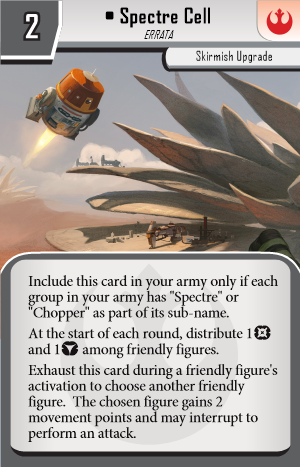 2
▪ Spectre Cell
ERRATA
Skirmish Upgrade
Include this card in your army only if each
group in your army has "Spectre" or
"Chopper" as part of its sub-name.
At the start of each round, distribute 1
and 1 among friendly figures.
Exhaust this card during a friendly figure's
activation to choose another friendly
figure. The chosen figure gains 2
movement points and may interrupt to
perform an attack.